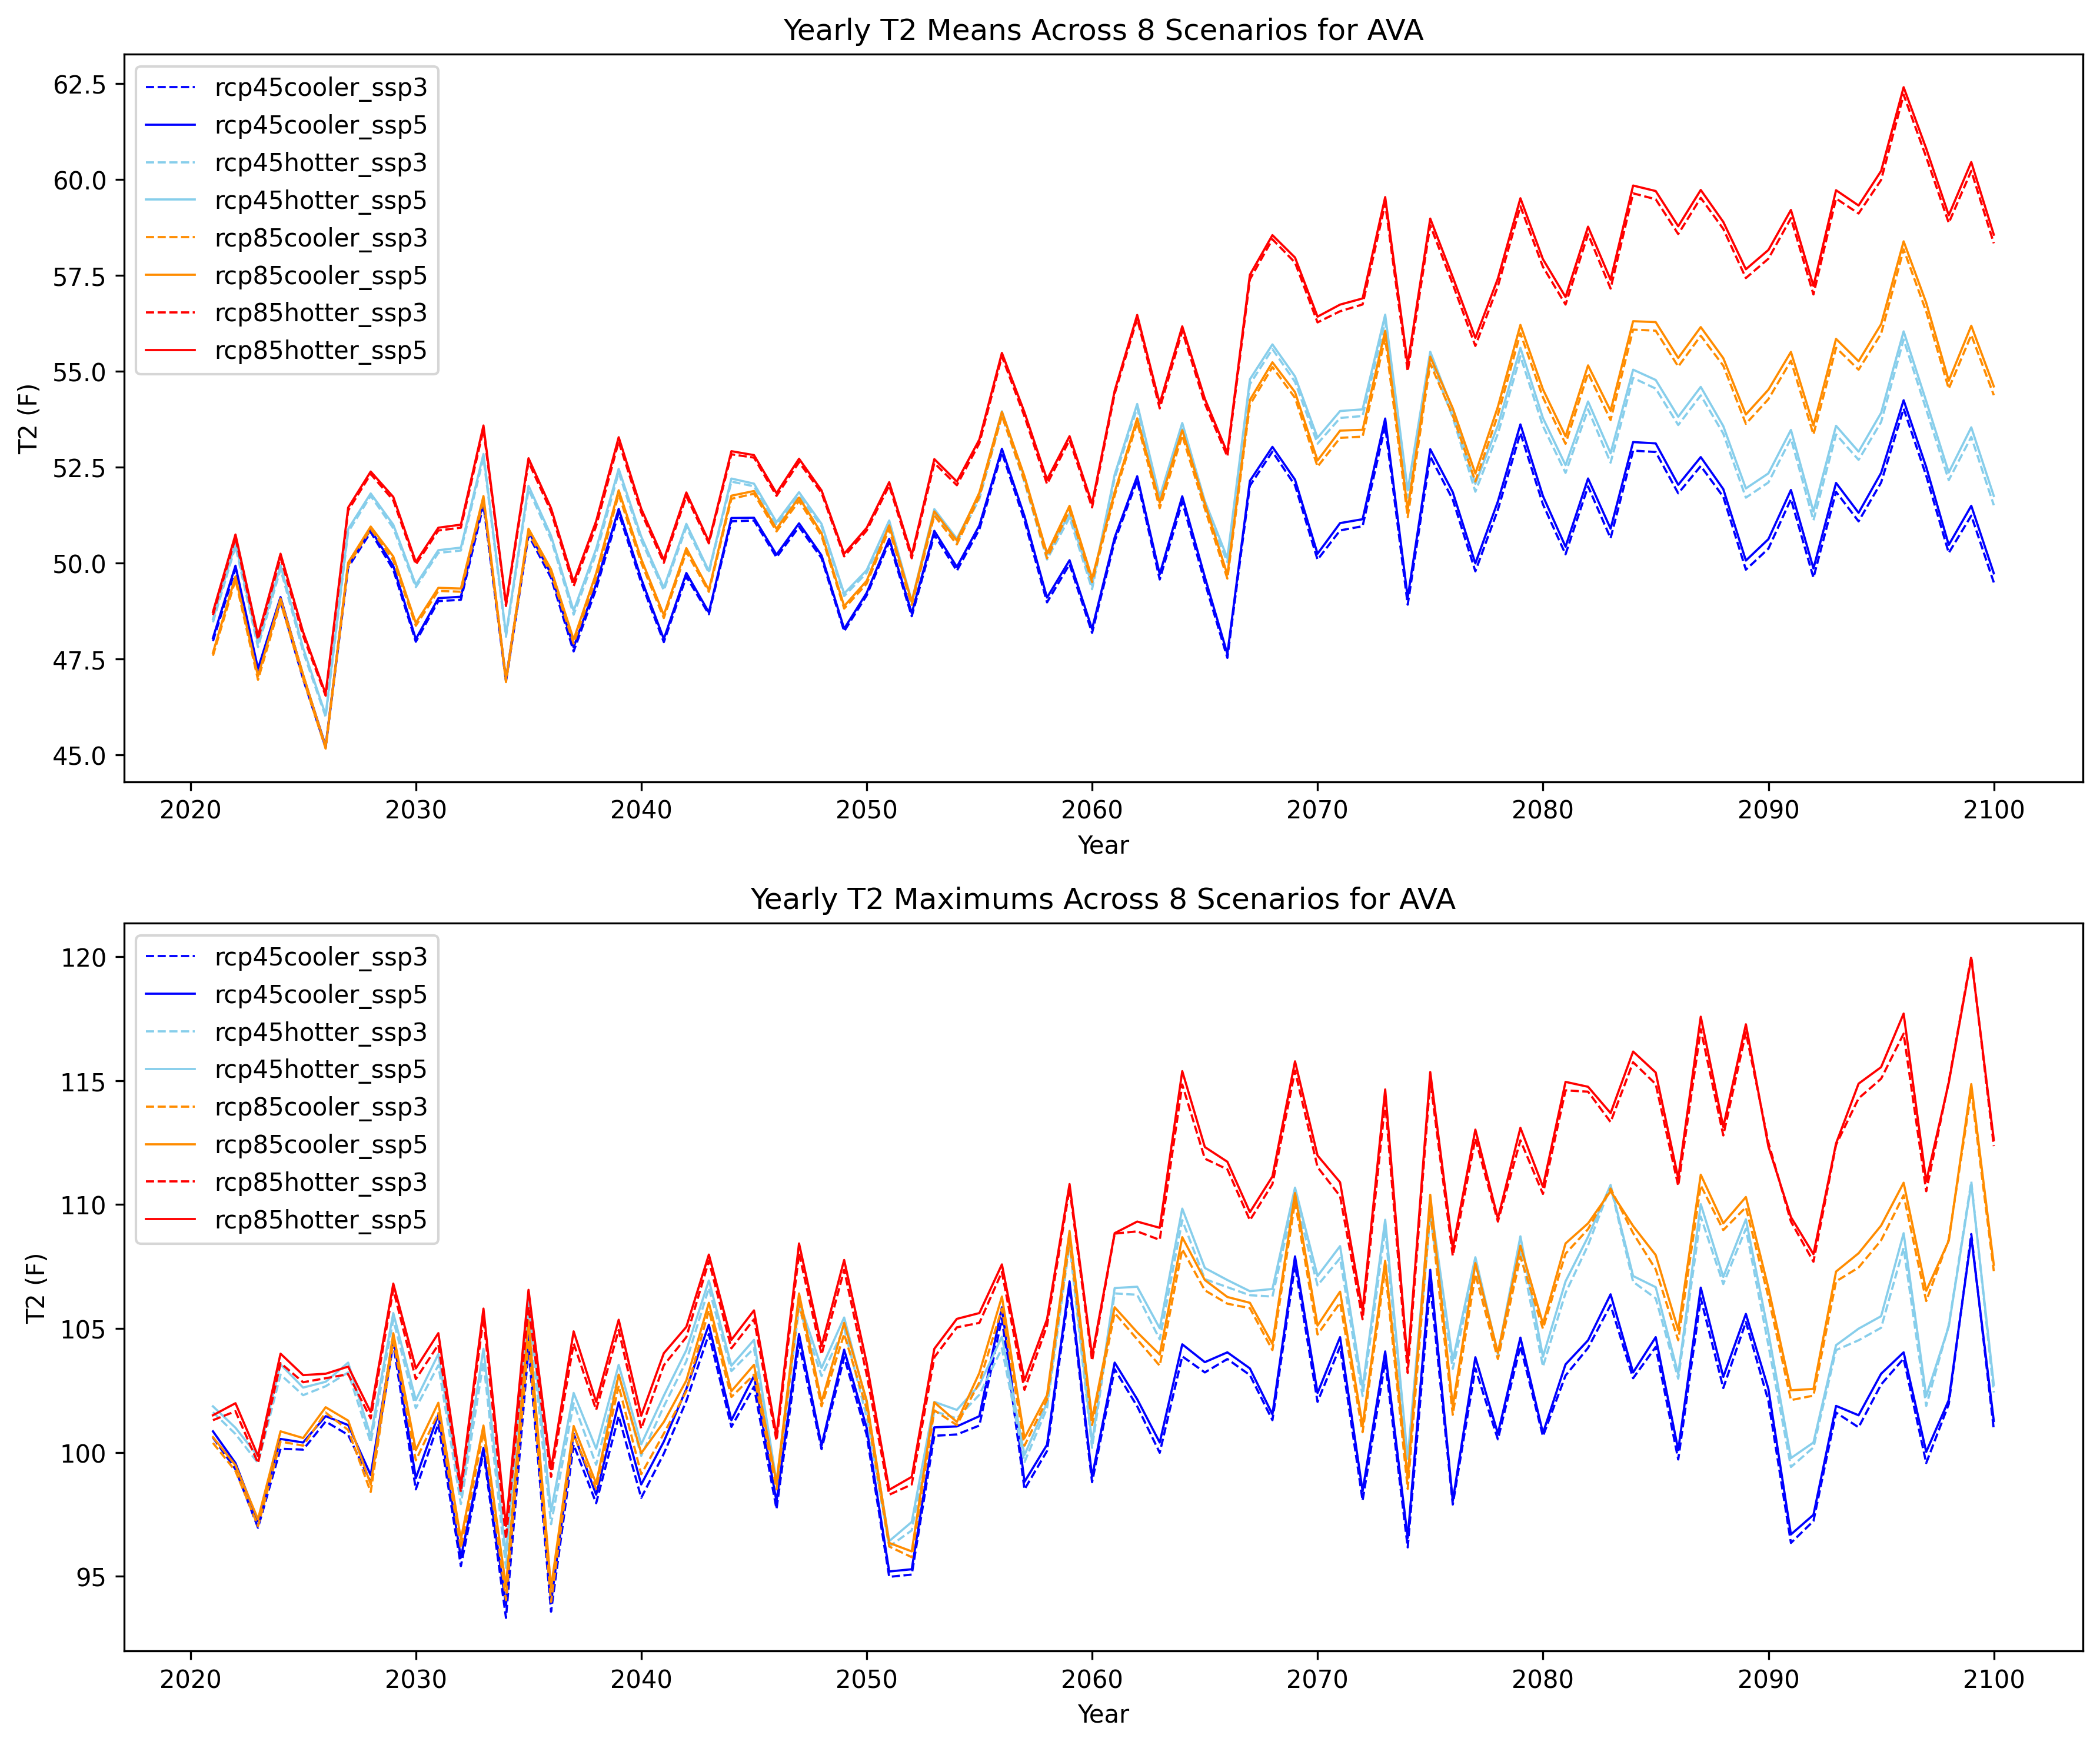 Yearly T2 Means Across 8 Scenarios for AVA
62.5
60.0
57.5
55.0
52.5
50.0
47.5
45.0
T2 (F)
rcp45cooler_ssp3
rcp45cooler_ssp5
rcp45hotter_ssp3
rcp45hotter_ssp5
rcp85cooler_ssp3
rcp85cooler_ssp5
rcp85hotter_ssp3
rcp85hotter_ssp5
2020 2030 2040 2050 2060 2070 2080 2090 2100
Year
Yearly T2 Maximums Across 8 Scenarios for AVA
120
115
110
105
100
95
T2 (F)
rcp45cooler_ssp3
rcp45cooler_ssp5
rcp45hotter_ssp3
rcp45hotter_ssp5
rcp85cooler_ssp3
rcp85cooler_ssp5
rcp85hotter_ssp3
rcp85hotter_ssp5
2020 2030 2040 2050 2060 2070 2080 2090 2100
Year